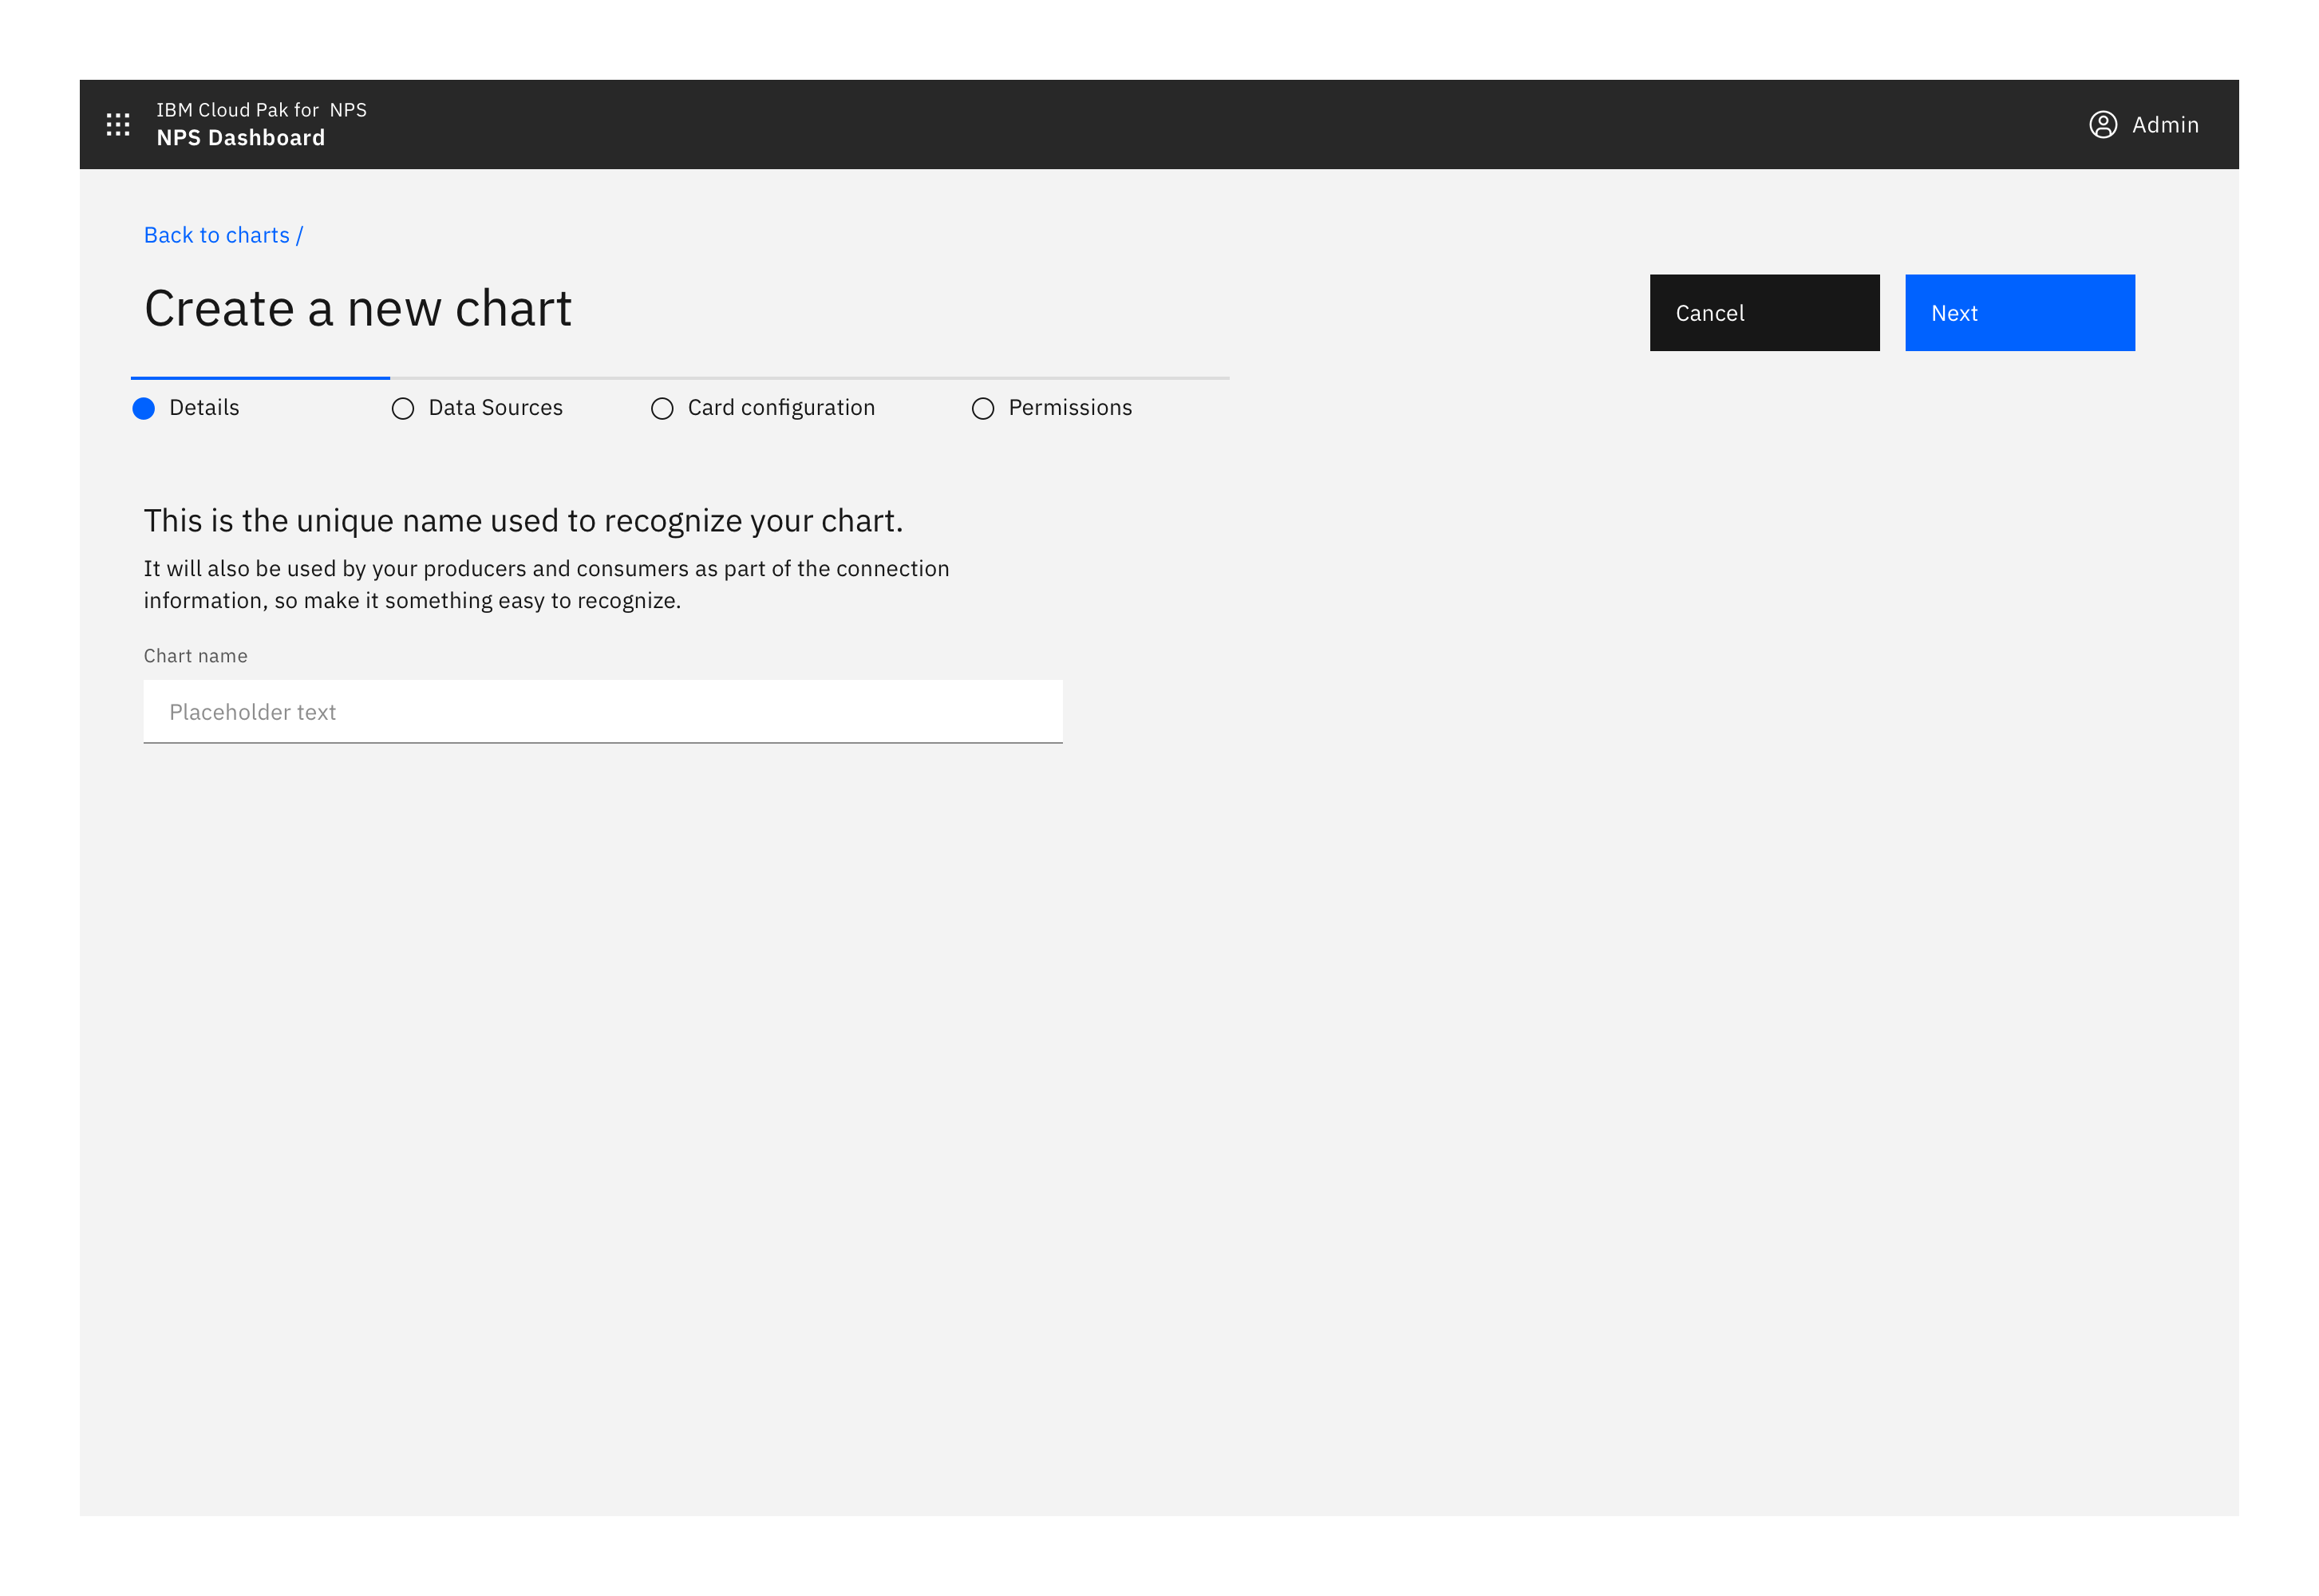 IBM Cloud Pak for  NPS
NPS Dashboard
Admin
Back to charts /
Create a new chart
Cancel
Next
Details
Data Sources
Card configuration
Permissions
This is the unique name used to recognize your chart.
It will also be used by your producers and consumers as part of the connection
information, so make it something easy to recognize.
Chart name
Placeholder text